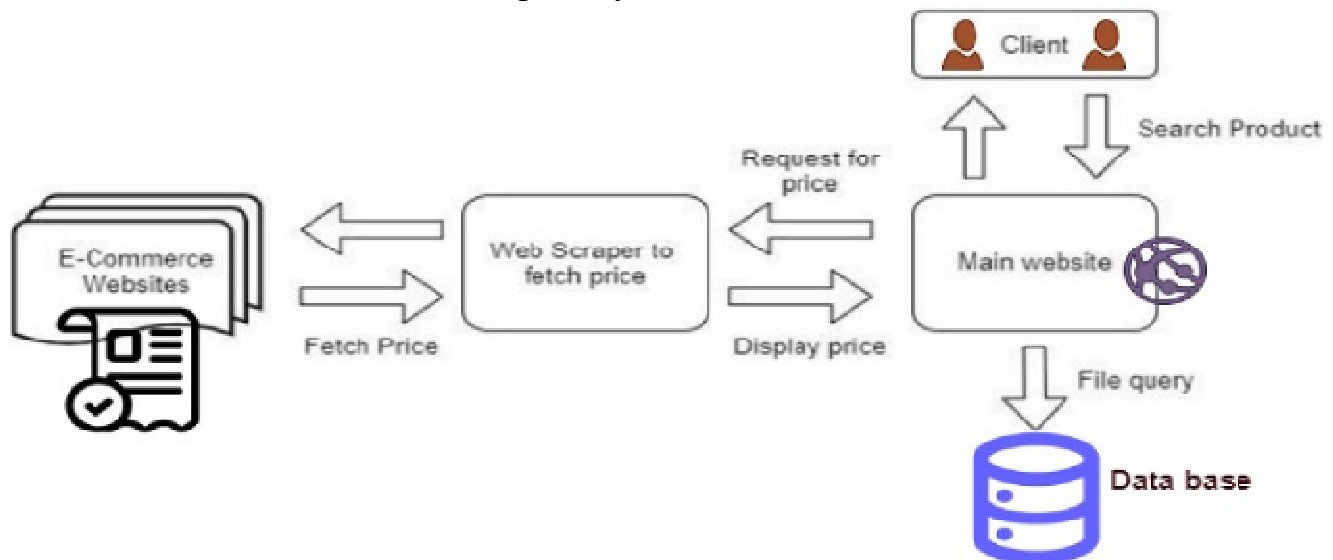 Client
Search Product
Request for
price
E-Commerce
Websites
Web Scraper to
fetch price
Main website
Fetch Price
Display price
File query
Data base